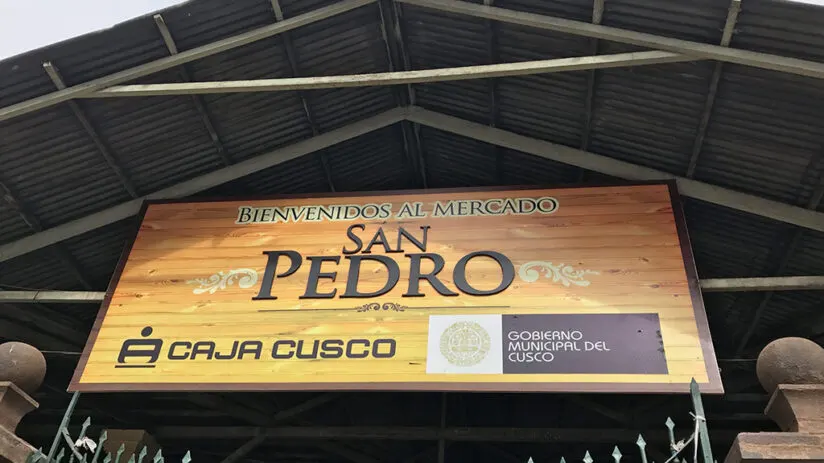 BIENVENIDOS AL MERCADO
SAN
PEDRO
CAJA CUSCO
GOBIERNO
MUNICIPAL DEL
CUSCO